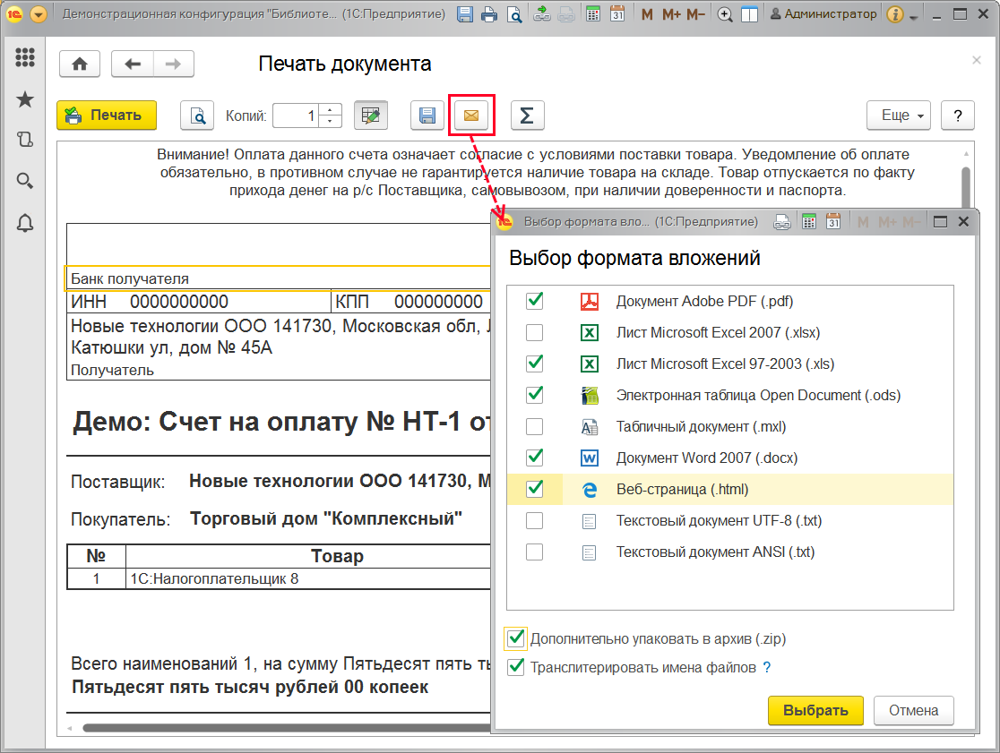 Демонстрационная конфигурация "Библиоте... (1С:Предприятие)
31
M M+ M-
Администратор
Печать документа
Печать
Копий: 1
Σ
Еще
?
Внимание! Оплата данного счета означает согласие с условиями поставки товара. Уведомление об оплате
обязательно, в противном случае не гарантируется наличие товара на складе. Товар отпускается по факту
прихода денег на р/с Поставщика, самовывозом, при наличии доверенности и паспорта.
Банк получателя
ИНН 0000000000 КПП 000000000
Новые технологии ООО 141730, Московская обл,
Катюшки ул, дом № 45А
Получатель
Демо: Счет на оплату № НТ-1 от
Поставщик: Новые технологии ООО 141730,
Покупатель: Торговый дом "Комплексный"
№ Товар
1 1С:Налогоплательщик 8
Всего наименований 1, на сумму Пятьдесят пять
Пятьдесят пять тысяч рублей 00 копеек
Выбор формата вло... (1С:Предприятие)
31
M M+ M-
Выбор формата вложений
Документ Adobe PDF (.pdf)
Лист Microsoft Excel 2007 (.xlsx)
Лист Microsoft Excel 97-2003 (.xls)
Электронная таблица Open Document (.ods)
Табличный документ (.mxl)
Документ Word 2007 (.docx)
Веб-страница (.html)
Текстовый документ UTF-8 (.txt)
Текстовый документ ANSI (.txt)
Дополнительно упаковать в архив (.zip)
Транслитерировать имена файлов ?
Выбрать
Отмена